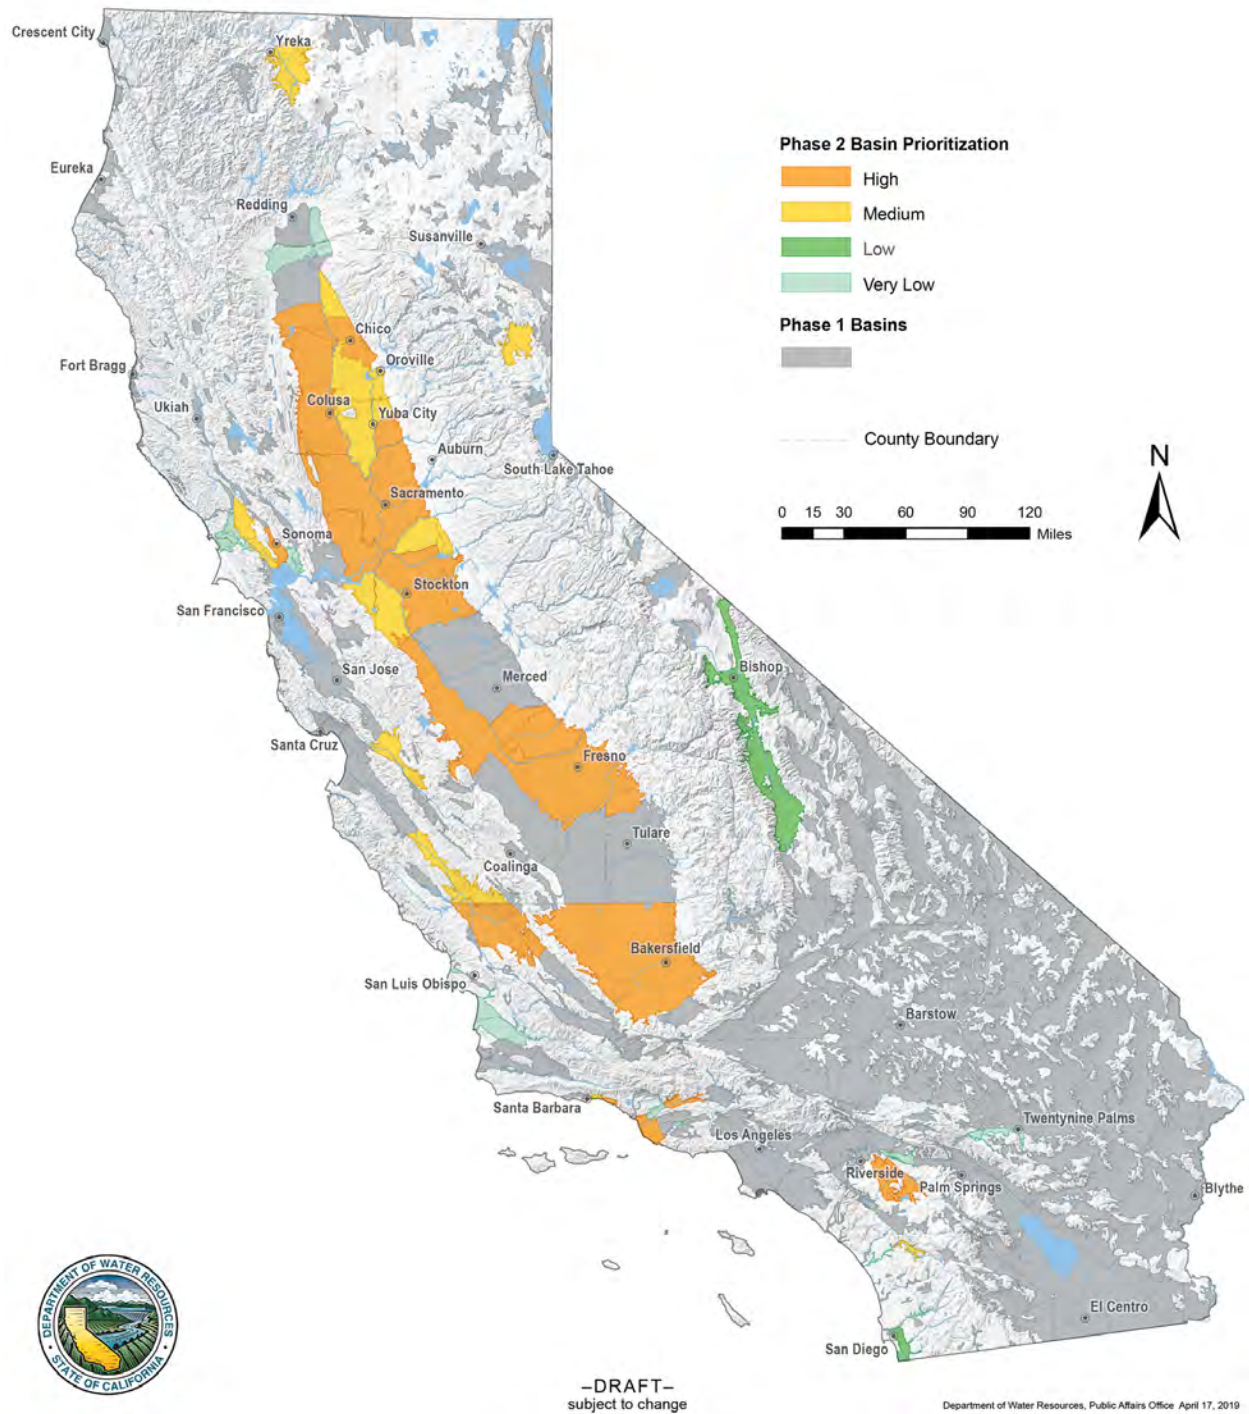 Crescent City
Yreka
Eureka
Redding
Susanville
Chico
Oroville
Fort Bragg
Ukiah
Colusa
Yuba City
Auburn
South Lake Tahoe
Sacramento
Sonoma
Stockton
San Francisco
San Jose
Merced
Bishop
Santa Cruz
Fresno
Tulare
Coalinga
Bakersfield
San Luis Obispo
Barstow
Santa Barbara
Los Angeles
Twentynine Palms
Riverside
Palm Springs
Blythe
El Centro
San Diego
Phase 2 Basin Prioritization
High
Medium
Low
Very Low
Phase 1 Basins
County Boundary
N
0 15 30 60 90 120
Miles
DEPARTMENT OF WATER RESOURCES
STATE OF CALIFORNIA
–DRAFT–
subject to change
Department of Water Resources, Public Affairs Office April 17, 2019